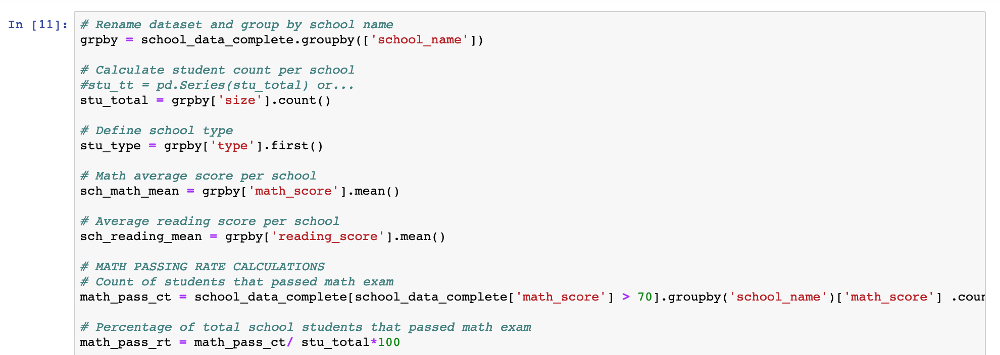 In [11]:
# Rename dataset and group by school name
grpby = school_data_complete.groupby(['school_name'])
# Calculate student count per school
#stu_tt = pd.Series(stu_total) or...
stu_total = grpby['size'].count()
# Define school type
stu_type = grpby['type'].first()
# Math average score per school
sch_math_mean = grpby['math_score'].mean()
# Average reading score per school
sch_reading_mean = grpby['reading_score'].mean()
# MATH PASSING RATE CALCULATIONS
# Count of students that passed math exam
math_pass_ct = school_data_complete[school_data_complete['math_score'] > 70].groupby('school_name')['math_score'] .coun
# Percentage of total school students that passed math exam
math_pass_rt = math_pass_ct/ stu_total*100